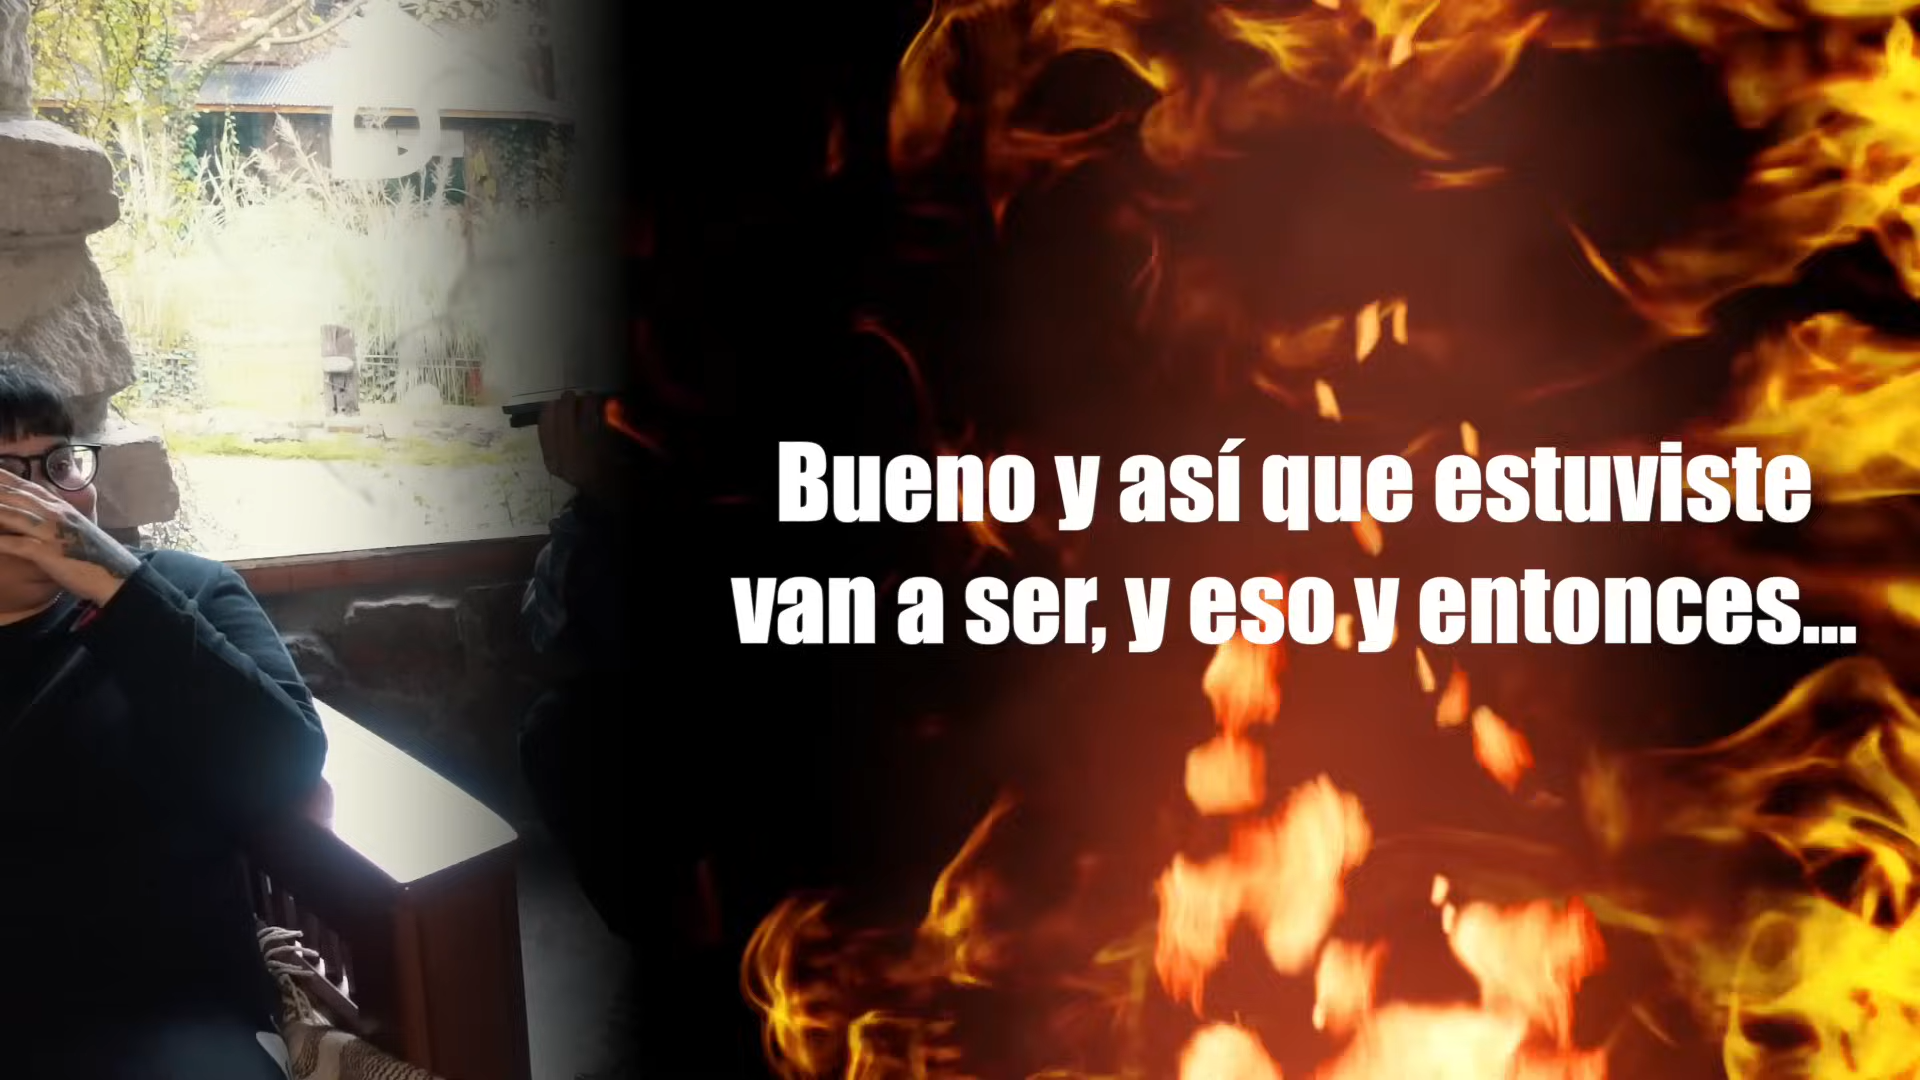 Bueno y así que estuviste
van a ser, y eso y entonces...